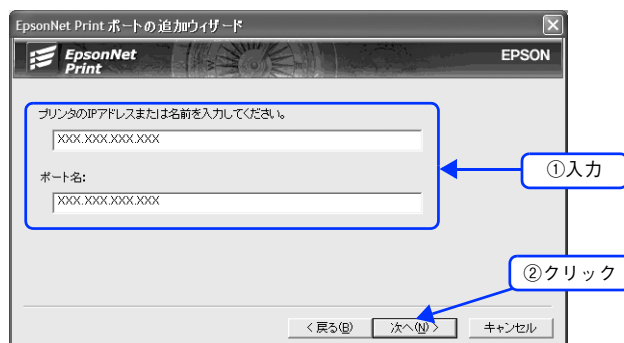 EpsonNet Print ポートの追加ウィザード
EpsonNet
Print
EPSON
プリンタのIPアドレスまたは名前を入力してください。
XXX.XXX.XXX.XXX
①入力
ポート名:
XXX.XXX.XXX.XXX
②クリック
< 戻る(B)
次へ(N) >
キャンセル